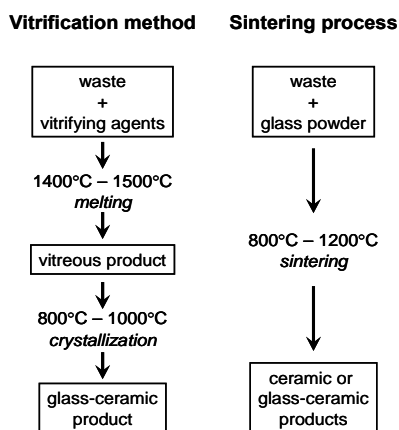 Vitrification method
waste
+
vitrifying agents
1400°C – 1500°C
melting
vitreous product
800°C – 1000°C
crystallization
glass-ceramic
product
Sintering process
waste
+
glass powder
800°C – 1200°C
sintering
ceramic or
glass-ceramic
products